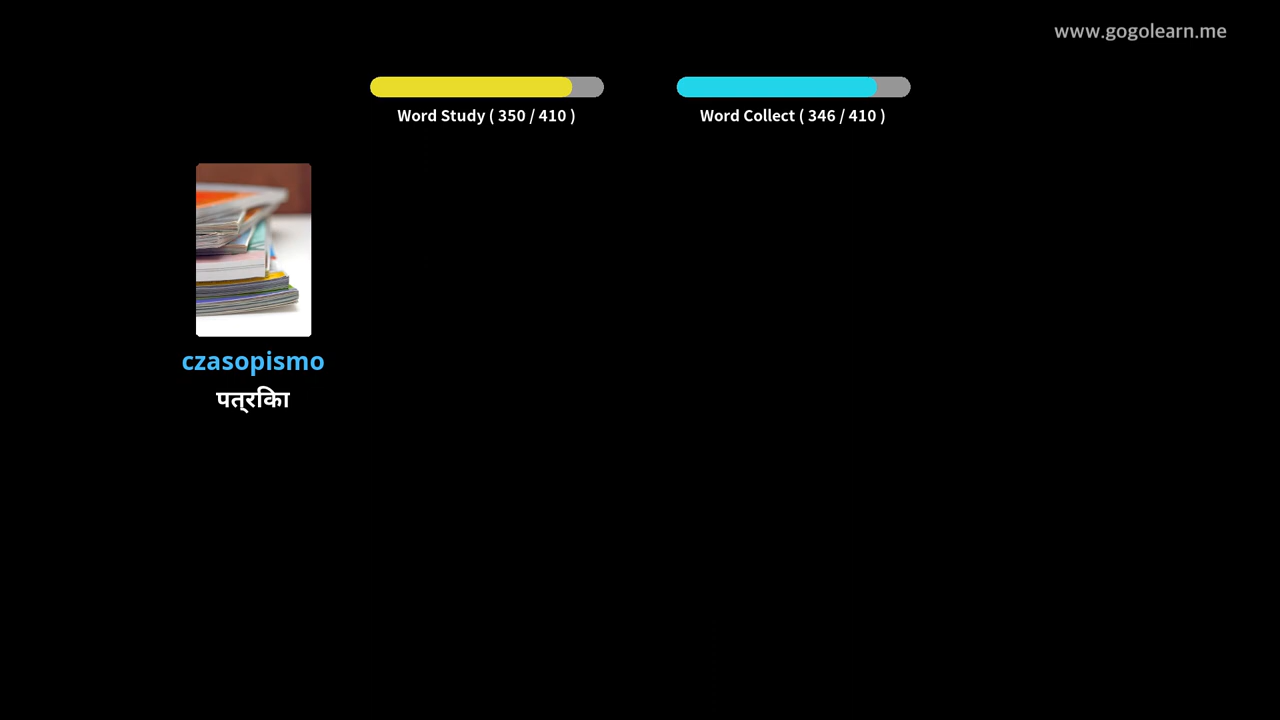 www.gogolearn.me
Word Study ( 350 / 410 )
Word Collect ( 346 / 410 )
czasopismo
पत्रिका